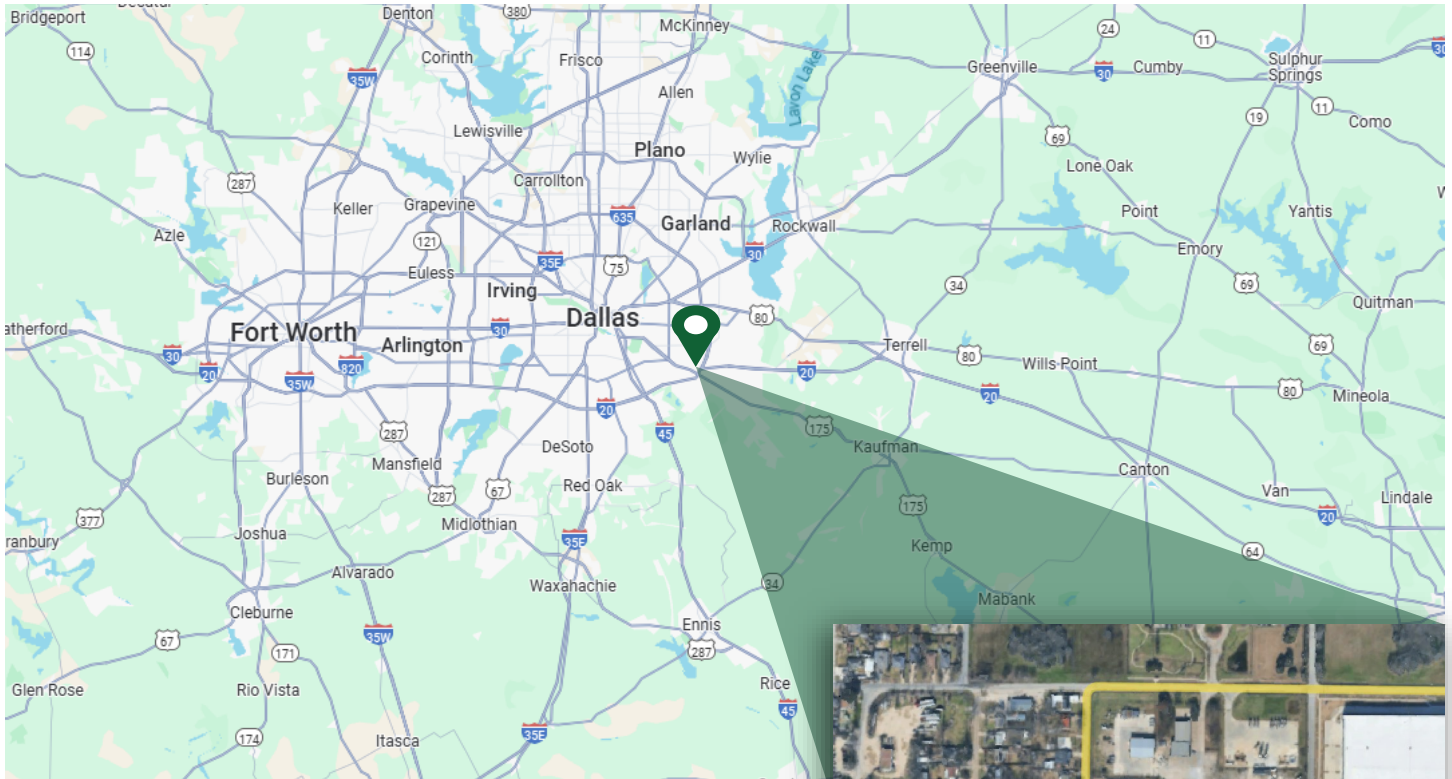 Bridgeport
Denton
380
McKinney
24
11
30
114
Corinth
Frisco
Greenville
30
Cumby
Sulphur
Springs
35W
Allen
Lavon Lake
11
Como
Lewisville
19
69
Plano
Wylie
Lone Oak
287
Carrollton
Keller
Grapevine
635
Garland
Rockwall
Point
Yantis
Azle
121
30
Emory
Euless
35E
75
34
69
Irving
Quitman
Fort Worth
Arlington
30
Dallas
80
atherford
30
20
820
Terrell
80
Wills Point
69
35W
20
20
20
80
Mineola
287
45
175
DeSoto
Kaufman
Mansfield
Canton
Burleson
287
67
Red Oak
Van
Lindale
377
Midlothian
175
20
ranbury
Joshua
35E
Kemp
64
Alvarado
Waxahachie
34
Mabank
Cleburne
67
35W
Ennis
171
287
Glen Rose
Rio Vista
Rice
45
174
Itasca
35E